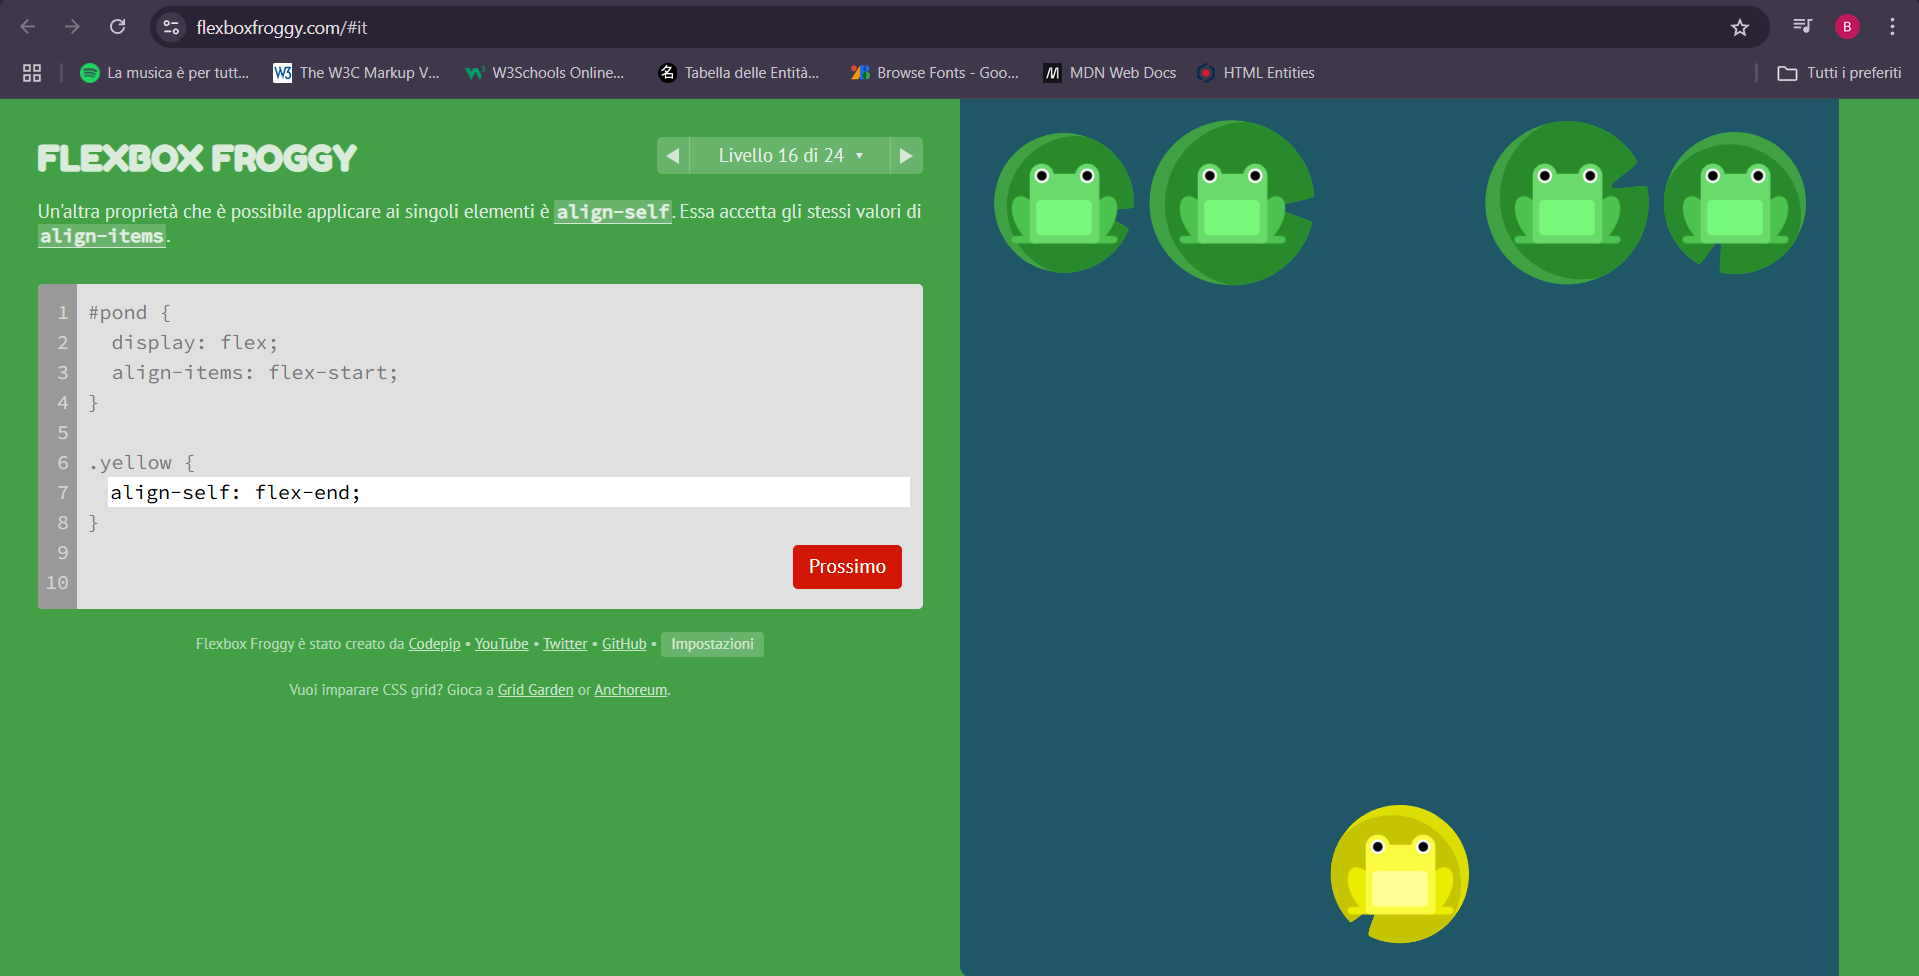 flexboxfroggy.com/#it
B
La musica è per tutt...
The W3C Markup V...
W3Schools Online...
Tabella delle Entità...
Browse Fonts - Goo...
MDN Web Docs
HTML Entities
Tutti i preferiti
FLEXBOX FROGGY
Livello 16 di 24
Un'altra proprietà che è possibile applicare ai singoli elementi è align-self. Essa accetta gli stessi valori di
align-items.
1 #pond {
2 display: flex;
3 align-items: flex-start;
4 }
5
6 .yellow {
7 align-self: flex-end;
8 }
9
10
Prossimo
Flexbox Froggy è stato creato da Codepip • YouTube • Twitter • GitHub • Impostazioni
Vuoi imparare CSS grid? Gioca a Grid Garden or Anchoreum.